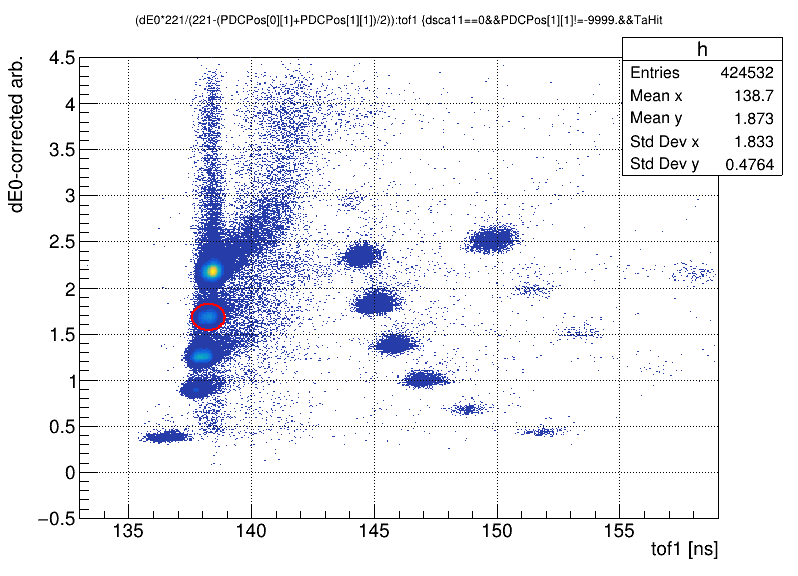 (dE0*221/(221-(PDCPos[0][1]+PDCPos[1][1])/2)):tof1 {dsca11==0&&PDCPos[1][1]!=-9999.&&TaHit
h
Entries 424532
Mean x 138.7
Mean y 1.873
Std Dev x 1.833
Std Dev y 0.4764
dE0-corrected arb.
4.5
4
3.5
3
2.5
2
1.5
1
0.5
0
−0.5
135 140 145 150 155
tof1 [ns]